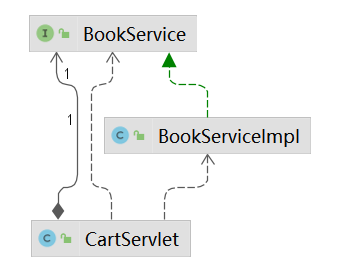 I BookService
1
1
C BookServiceImpl
C CartServlet